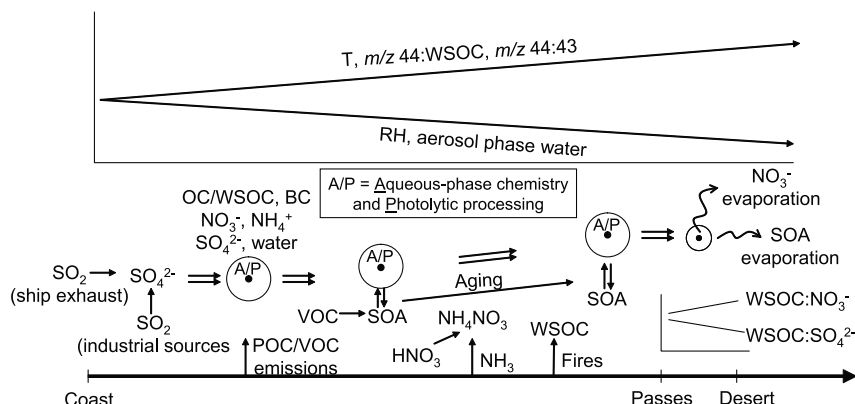 T, m/z 44:WSOC, m/z 44:43
RH, aerosol phase water
A/P = Aqueous-phase chemistry
and Photolytic processing
NO₃⁻
evaporation
SOA
evaporation
OC/WSOC, BC
NO₃⁻, NH₄⁺
SO₄²⁻, water
A/P
A/P
A/P
SO₂
(ship exhaust)
SO₄²⁻
SO₂
(industrial sources
VOC
SOA
Aging
SOA
POC/VOC
emissions
NH₄NO₃
HNO₃
NH₃
WSOC
Fires
WSOC:NO₃⁻
WSOC:SO₄²⁻
Coast
Passes
Desert